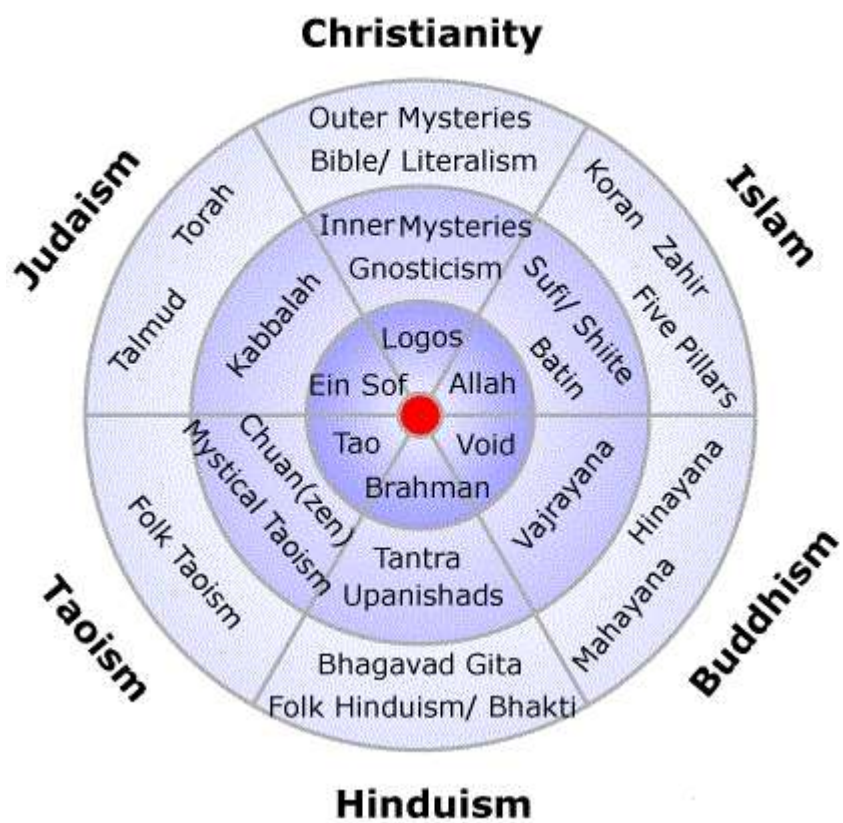 Christianity
Outer Mysteries
Bible/ Literalism
Inner Mysteries
Gnosticism
Logos
Islam
Koran
Zahir
Five Pillars
Sufi/ Shiite
Batin
Allah
Buddhism
Hinayana
Mahayana
Vajrayana
Void
Hinduism
Brahman
Tantra
Upanishads
Bhagavad Gita
Folk Hinduism/ Bhakti
Taoism
Folk Taoism
Mystical Taoism
Chuan(zen)
Tao
Judaism
Torah
Talmud
Kabbalah
Ein Sof